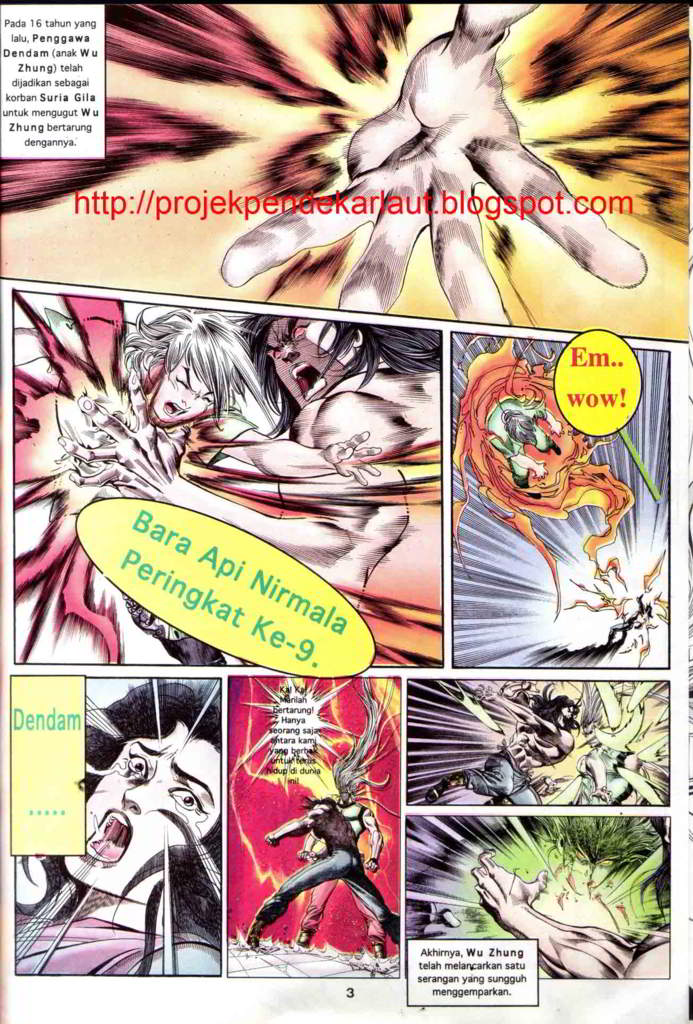 Pada 16 tahun yang
lalu, Penggawa
Dendam (anak Wu
Zhung) telah
dijadikan sebagai
korban Suria Gila
untuk mengugut Wu
Zhung bertarung
dengannya.
http://projekpendekarlaut.blogspot.com
Em..
wow!
Bara Api Nirmala
Peringkat Ke-9.
Dendam
.....
Ka! Ka!
Marilah
bertarung!
Hanya
seorang saja
antara kami
yang berhak
untuk terus
hidup di dunia
ini!
Akhirnya, Wu Zhung
telah melancarkan satu
serangan yang sungguh
menggemparkan.
3